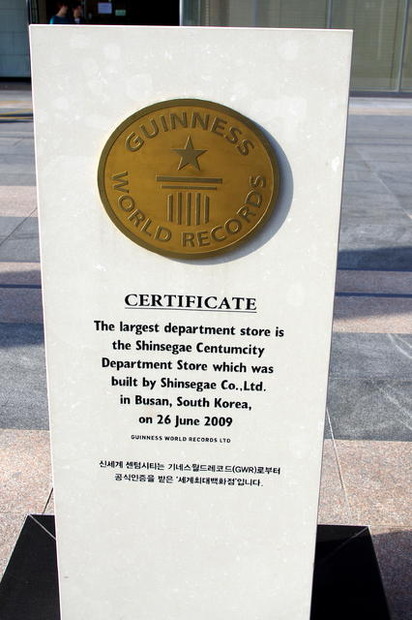 GUINNESS
WORLD RECORDS
CERTIFICATE
The largest department store is
the Shinsegae Centumcity
Department Store which was
built by Shinsegae Co.,Ltd.
in Busan, South Korea,
on 26 June 2009
GUINNESS WORLD RECORDS LTD
신세계 센텀시티는 기네스월드레코드(GWR)로부터
공식인증을 받은 '세계최대백화점'입니다.